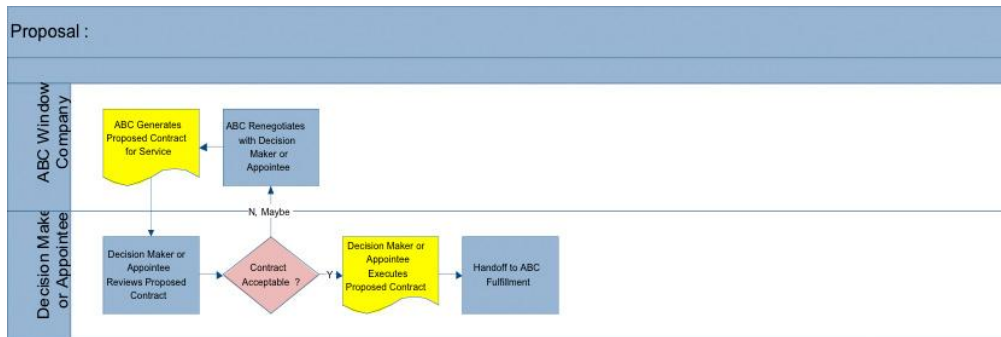 Proposal :
ABC Window
Company
ABC Generates
Proposed Contract
for Service
ABC Renegotiates
with Decision
Maker or
Appointee
N, Maybe
Decision Make
or Appointee
Decision Maker or
Appointee
Reviews Proposed
Contract
Contract
Acceptable ?
Y
Decision Maker or
Appointee
Executes
Proposed Contract
Handoff to ABC
Fulfillment